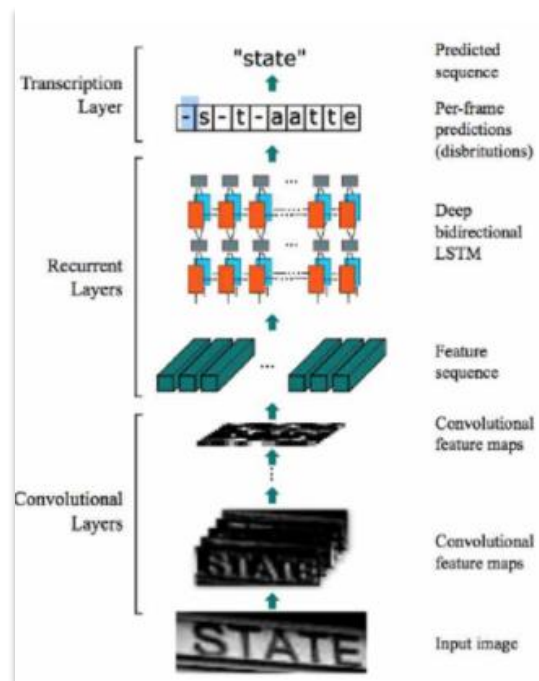 "state"
Predicted sequence
Transcription Layer
-s-t-aatte
Per-frame predictions (disbritutions)
Recurrent Layers
Deep bidirectional LSTM
...
...
Feature sequence
...
Convolutional Layers
Convolutional feature maps
STATE
Convolutional feature maps
STATE
Input image